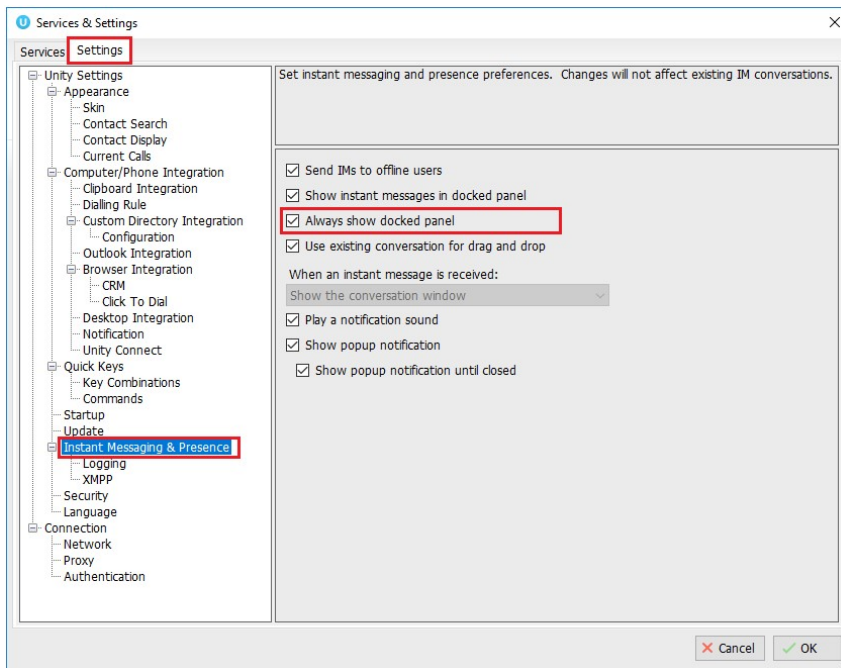 Services & Settings
Services
Settings
Unity Settings
Appearance
Skin
Contact Search
Contact Display
Current Calls
Computer/Phone Integration
Clipboard Integration
Dialling Rule
Custom Directory Integration
Configuration
Outlook Integration
Browser Integration
CRM
Click To Dial
Desktop Integration
Notification
Unity Connect
Quick Keys
Key Combinations
Commands
Startup
Update
Instant Messaging & Presence
Logging
XMPP
Security
Language
Connection
Network
Proxy
Authentication
Set instant messaging and presence preferences. Changes will not affect existing IM conversations.
Send IMs to offline users
Show instant messages in docked panel
Always show docked panel
Use existing conversation for drag and drop
When an instant message is received:
Show the conversation window
Play a notification sound
Show popup notification
Show popup notification until closed
Cancel
OK